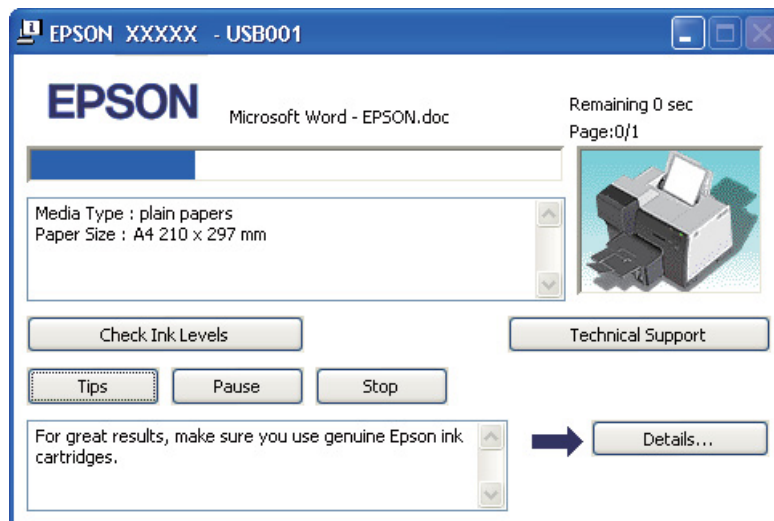 EPSON XXXXX - USB001
EPSON
Microsoft Word - EPSON.doc
Remaining 0 sec
Page:0/1
Media Type : plain papers
Paper Size : A4 210 x 297 mm
Check Ink Levels
Technical Support
Tips
Pause
Stop
For great results, make sure you use genuine Epson ink
cartridges.
Details...